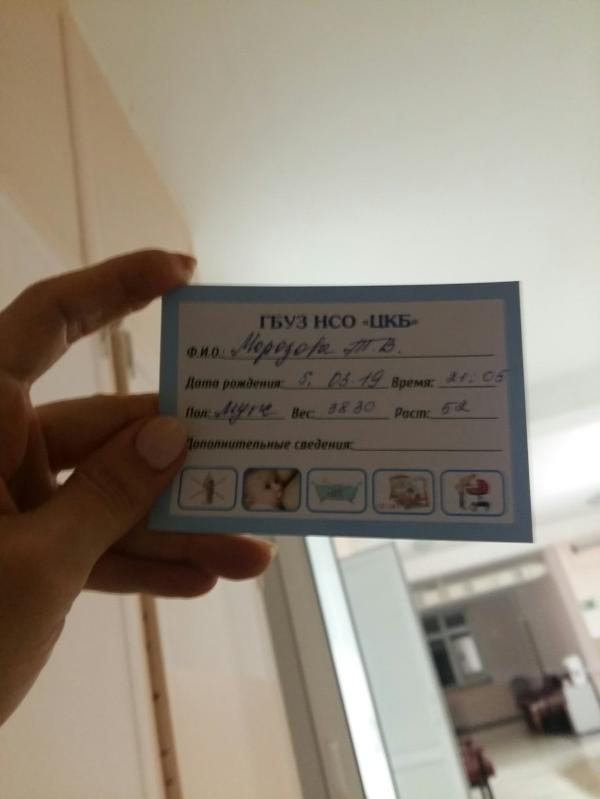 ГБУЗ НСО «ЦКБ»
Ф.И.О.: Морозова Т.В.
Дата рождения: 5. 03.19 Время: 21:05
Пол: муж Вес: 3830 Рост: 52
Дополнительные сведения: